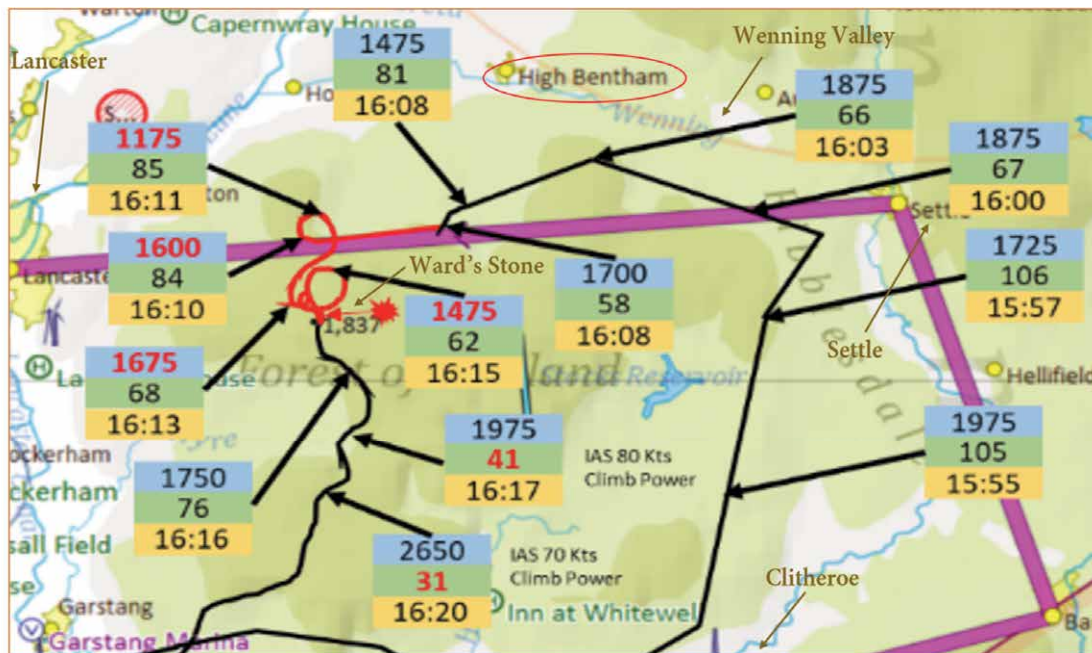 Capernwray House
Lancaster
1475
81
16:08
High Bentham
Wenning Valley
1875
66
16:03
S...
1175
85
16:11
Wenning
1875
67
16:00
Settle
1600
84
16:10
Lancaster
Ward's Stone
1700
58
16:08
1725
106
15:57
Settle
1,837
1475
62
16:15
Forest of
Reservoir
Hellifield
1675
68
16:13
1975
41
16:17
IAS 80 Kts
Climb Power
1975
105
15:55
1750
76
16:16
2650
31
16:20
IAS 70 Kts
Climb Power
Clitheroe
Inn at Whitewel
Garstang
Garstang Marina